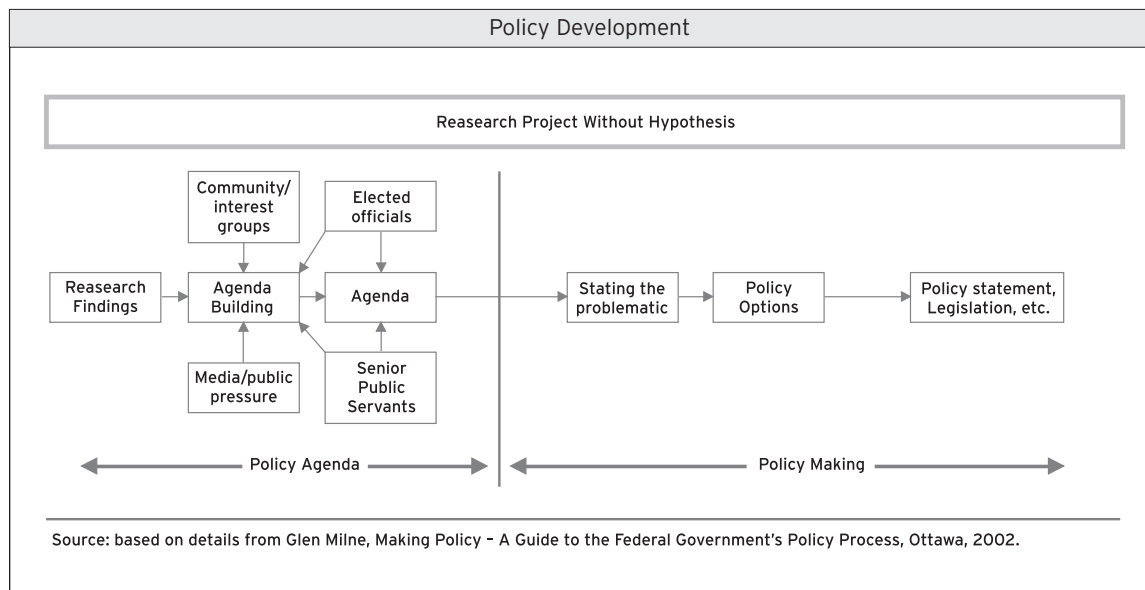 Policy Development
Reasearch Project Without Hypothesis
Community/
interest
groups
Elected
officials
Reasearch
Findings
Agenda
Building
Agenda
Stating the
problematic
Policy
Options
Policy statement,
Legislation, etc.
Media/public
pressure
Senior
Public
Servants
Policy Agenda
Policy Making
Source: based on details from Glen Milne, Making Policy – A Guide to the Federal Government's Policy Process, Ottawa, 2002.